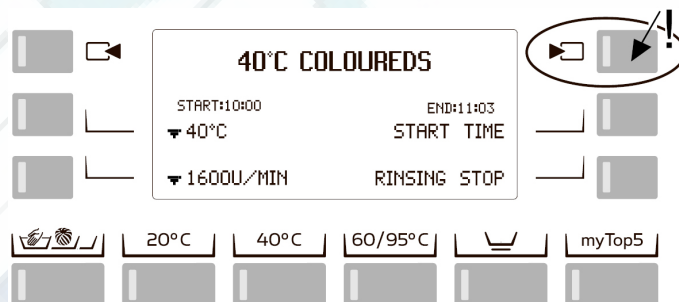 !
40°C COLOUREDS
START:10:00 END:11:03
40°C START TIME
1600U/MIN RINSING STOP
20°C 40°C 60/95°C myTop5